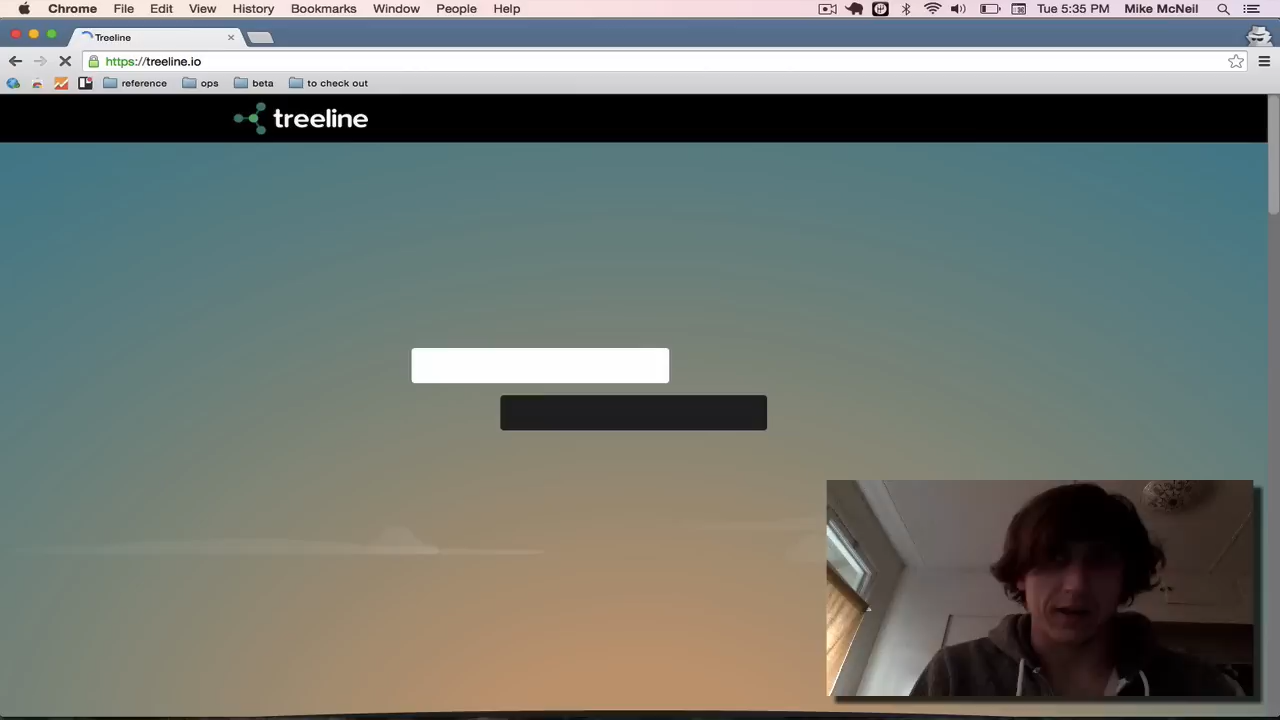 Chrome File Edit View History Bookmarks Window People Help Tue 5:35 PM Mike McNeil
Treeline
https://treeline.io
reference ops beta to check out
treeline